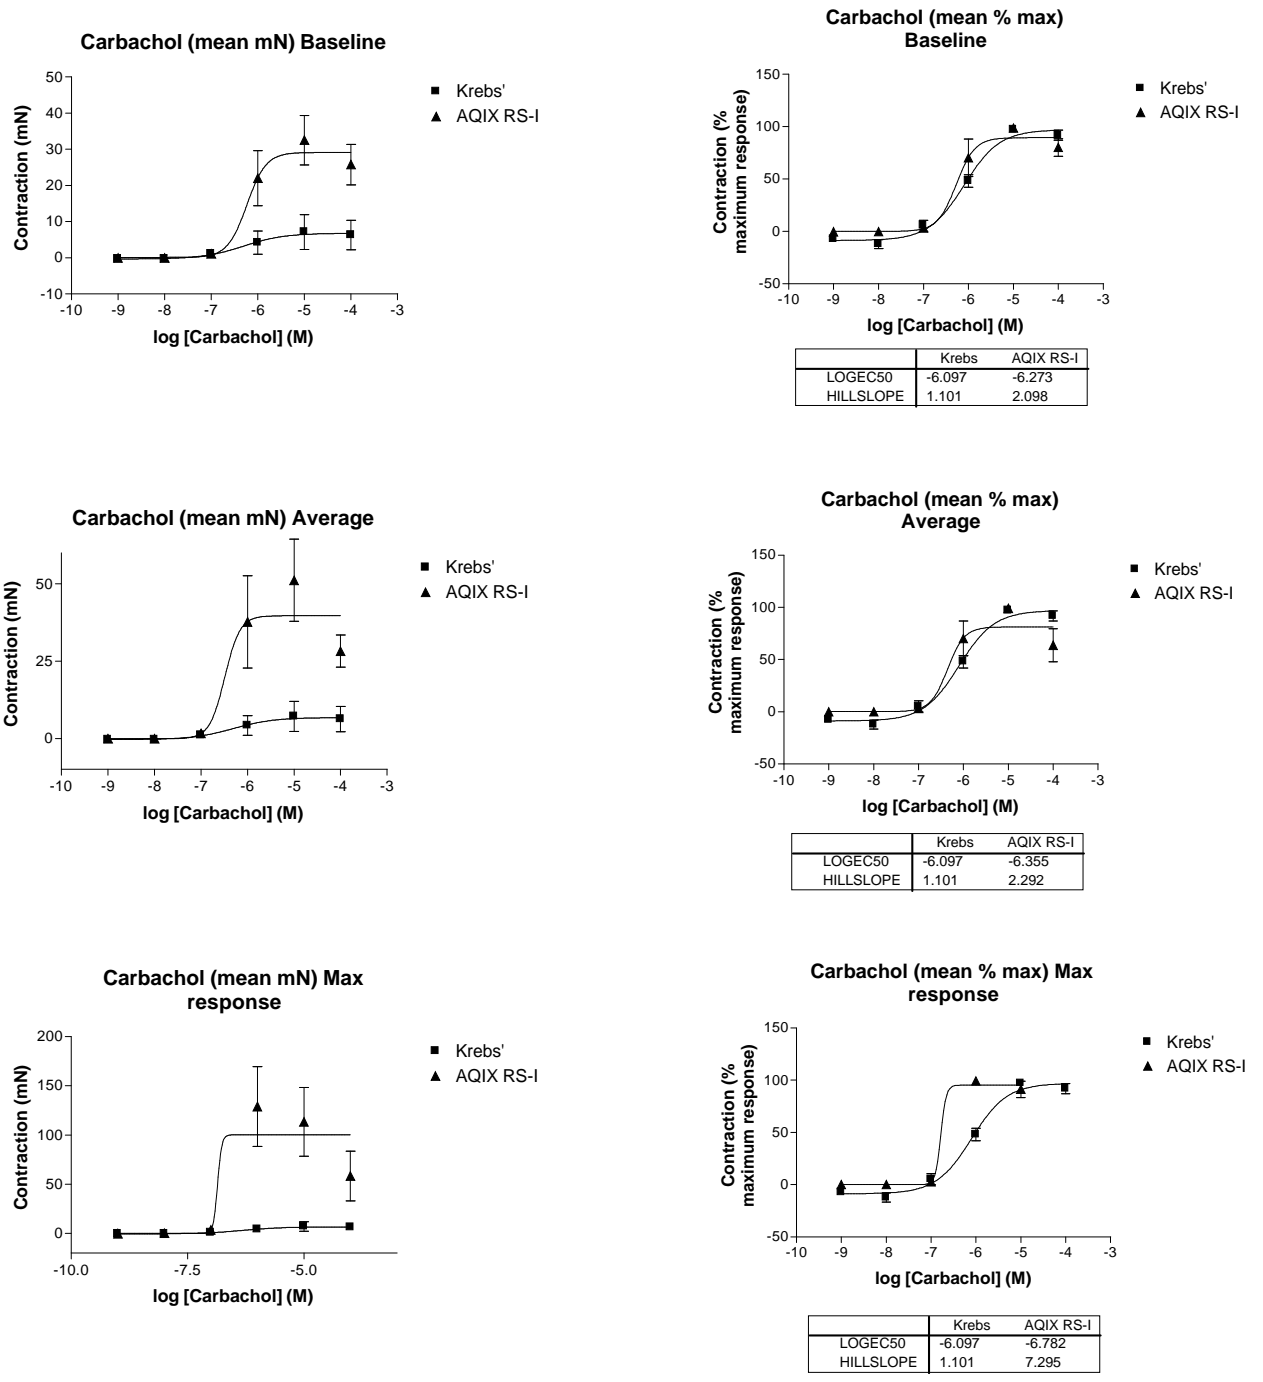 Carbachol (mean mN) Baseline
50
40
30
20
10
0
-10
-10 -9 -8 -7 -6 -5 -4 -3
Contraction (mN)
log [Carbachol] (M)
Krebs'
AQIX RS-I
Carbachol (mean % max)
Baseline
150
100
50
0
-50
-10 -9 -8 -7 -6 -5 -4 -3
Contraction (%
maximum response)
log [Carbachol] (M)
Krebs'
AQIX RS-I
Krebs AQIX RS-I
LOGEC50 -6.097 -6.273
HILLSLOPE 1.101 2.098
Carbachol (mean mN) Average
50
25
0
-10 -9 -8 -7 -6 -5 -4 -3
Contraction (mN)
log [Carbachol] (M)
Krebs'
AQIX RS-I
Carbachol (mean % max)
Average
150
100
50
0
-50
-10 -9 -8 -7 -6 -5 -4 -3
Contraction (%
maximum response)
log [Carbachol] (M)
Krebs'
AQIX RS-I
Krebs AQIX RS-I
LOGEC50 -6.097 -6.355
HILLSLOPE 1.101 2.292
Carbachol (mean mN) Max
response
200
150
100
50
0
-10.0 -7.5 -5.0
Contraction (mN)
log [Carbachol] (M)
Krebs'
AQIX RS-I
Carbachol (mean % max) Max
response
150
100
50
0
-50
-10 -9 -8 -7 -6 -5 -4 -3
Contraction (%
maximum response)
log [Carbachol] (M)
Krebs'
AQIX RS-I
Krebs AQIX RS-I
LOGEC50 -6.097 -6.782
HILLSLOPE 1.101 7.295